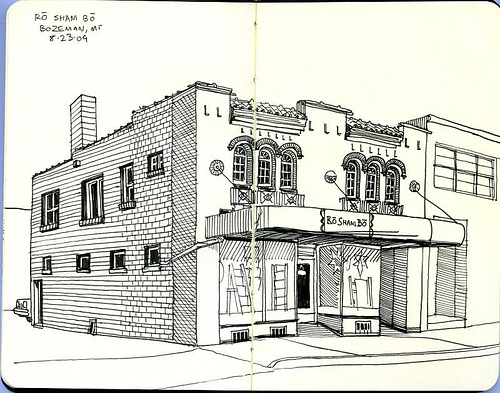 RŌ SHAM BŌ
BOZEMAN, MT
8·23·09
RŌ SHAM BŌ